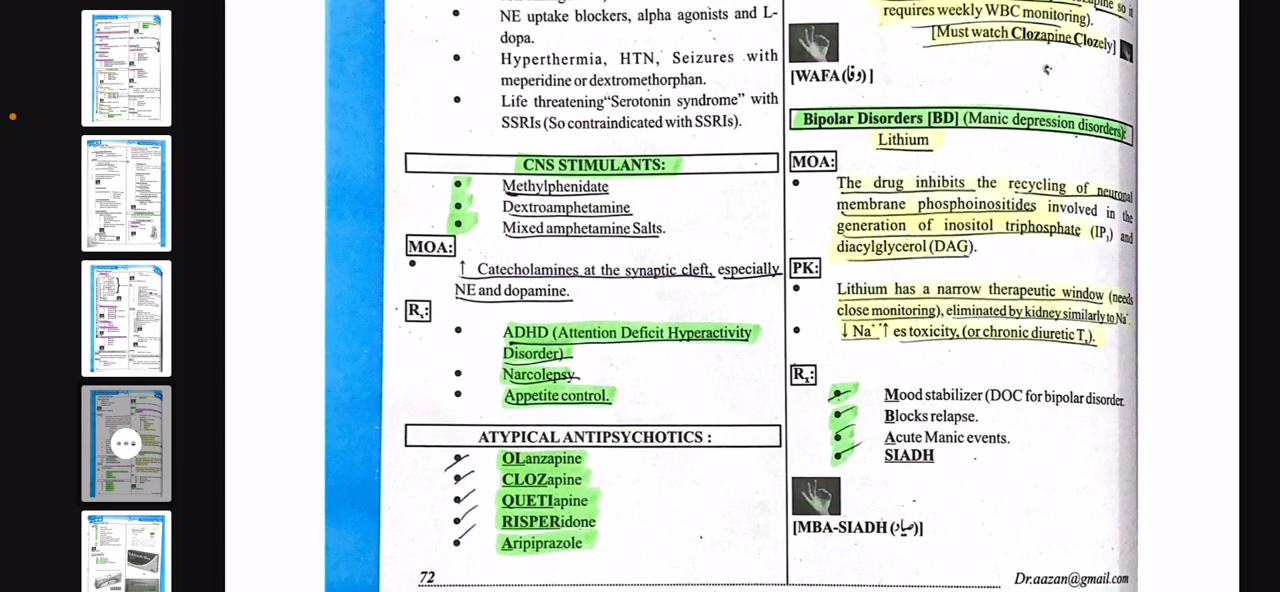 NE uptake blockers, alpha agonists and L-
dopa.
Hyperthermia, HTN, Seizures with
meperidine or dextromethorphan.
Life threatening“Serotonin syndrome” with
SSRIs (So contraindicated with SSRIs).
CNS STIMULANTS:
Methylphenidate
Dextroamphetamine
Mixed amphetamine Salts.
MOA:
↑ Catecholamines at the synaptic cleft, especially
NE and dopamine.
Rx:
ADHD (Attention Deficit Hyperactivity
Disorder)
Narcolepsy
Appetite control.
ATYPICAL ANTIPSYCHOTICS :
OLanzapine
CLOZapine
QUETIapine
RISPERidone
Aripiprazole
72
so it
requires weekly WBC monitoring).
[Must watch Clozapine Clozely]
[WAFA (وفا) ]
Bipolar Disorders [BD] (Manic depression disorders):
Lithium
MOA:
The drug inhibits the recycling of neuronal
membrane phosphoinositides involved in the
generation of inositol triphosphate (IP3) and
diacylglycerol (DAG).
PK:
Lithium has a narrow therapeutic window (needs
close monitoring), eliminated by kidney similarly to Na+.
↓ Na+ ↑ es toxicity, (or chronic diuretic Tx).
Rx:
Mood stabilizer (DOC for bipolar disorder.
Blocks relapse.
Acute Manic events.
SIADH
[MBA-SIADH (صياد)]
Dr.aazan@gmail.com